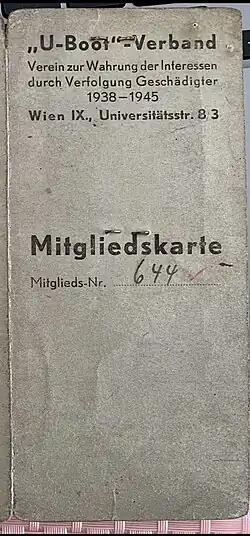 „U-Boot“-Verband
Verein zur Wahrung der Interessen
durch Verfolgung Geschädigter
1938—1945
Wien IX., Universitätsstr. 8/3
Mitgliedskarte
Mitglieds-Nr. 644